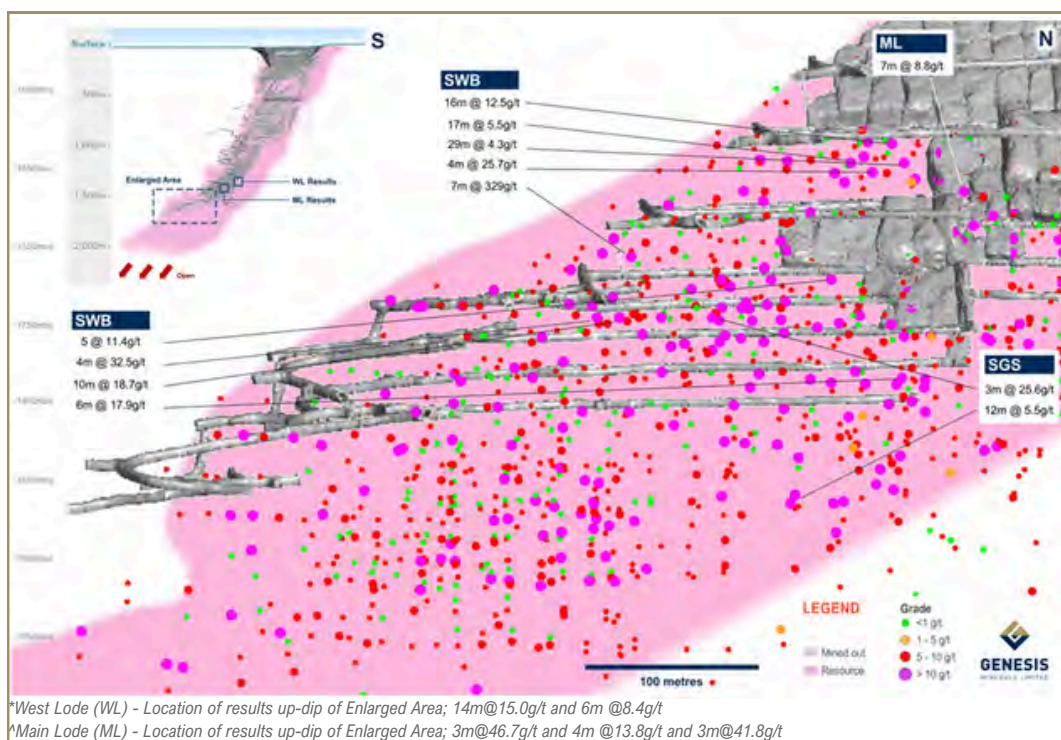 S
N
Surface
Enlarged Area
WL Results
ML Results
2,000m
Open
SWB
16m @ 12.5g/t
17m @ 5.5g/t
29m @ 4.3g/t
4m @ 25.7g/t
7m @ 329g/t
ML
7m @ 8.8g/t
SWB
5 @ 11.4g/t
4m @ 32.5g/t
10m @ 18.7g/t
6m @ 17.9g/t
SGS
3m @ 25.6g/t
12m @ 5.5g/t
LEGEND
Mined out
Resource
Grade
<1 g/t
1 - 5 g/t
5 - 10 g/t
> 10 g/t
100 metres
GENESIS
MINERALS LIMITED
*West Lode (WL) - Location of results up-dip of Enlarged Area; 14m@15.0g/t and 6m @8.4g/t
^Main Lode (ML) - Location of results up-dip of Enlarged Area; 3m@46.7g/t and 4m @13.8g/t and 3m@41.8g/t